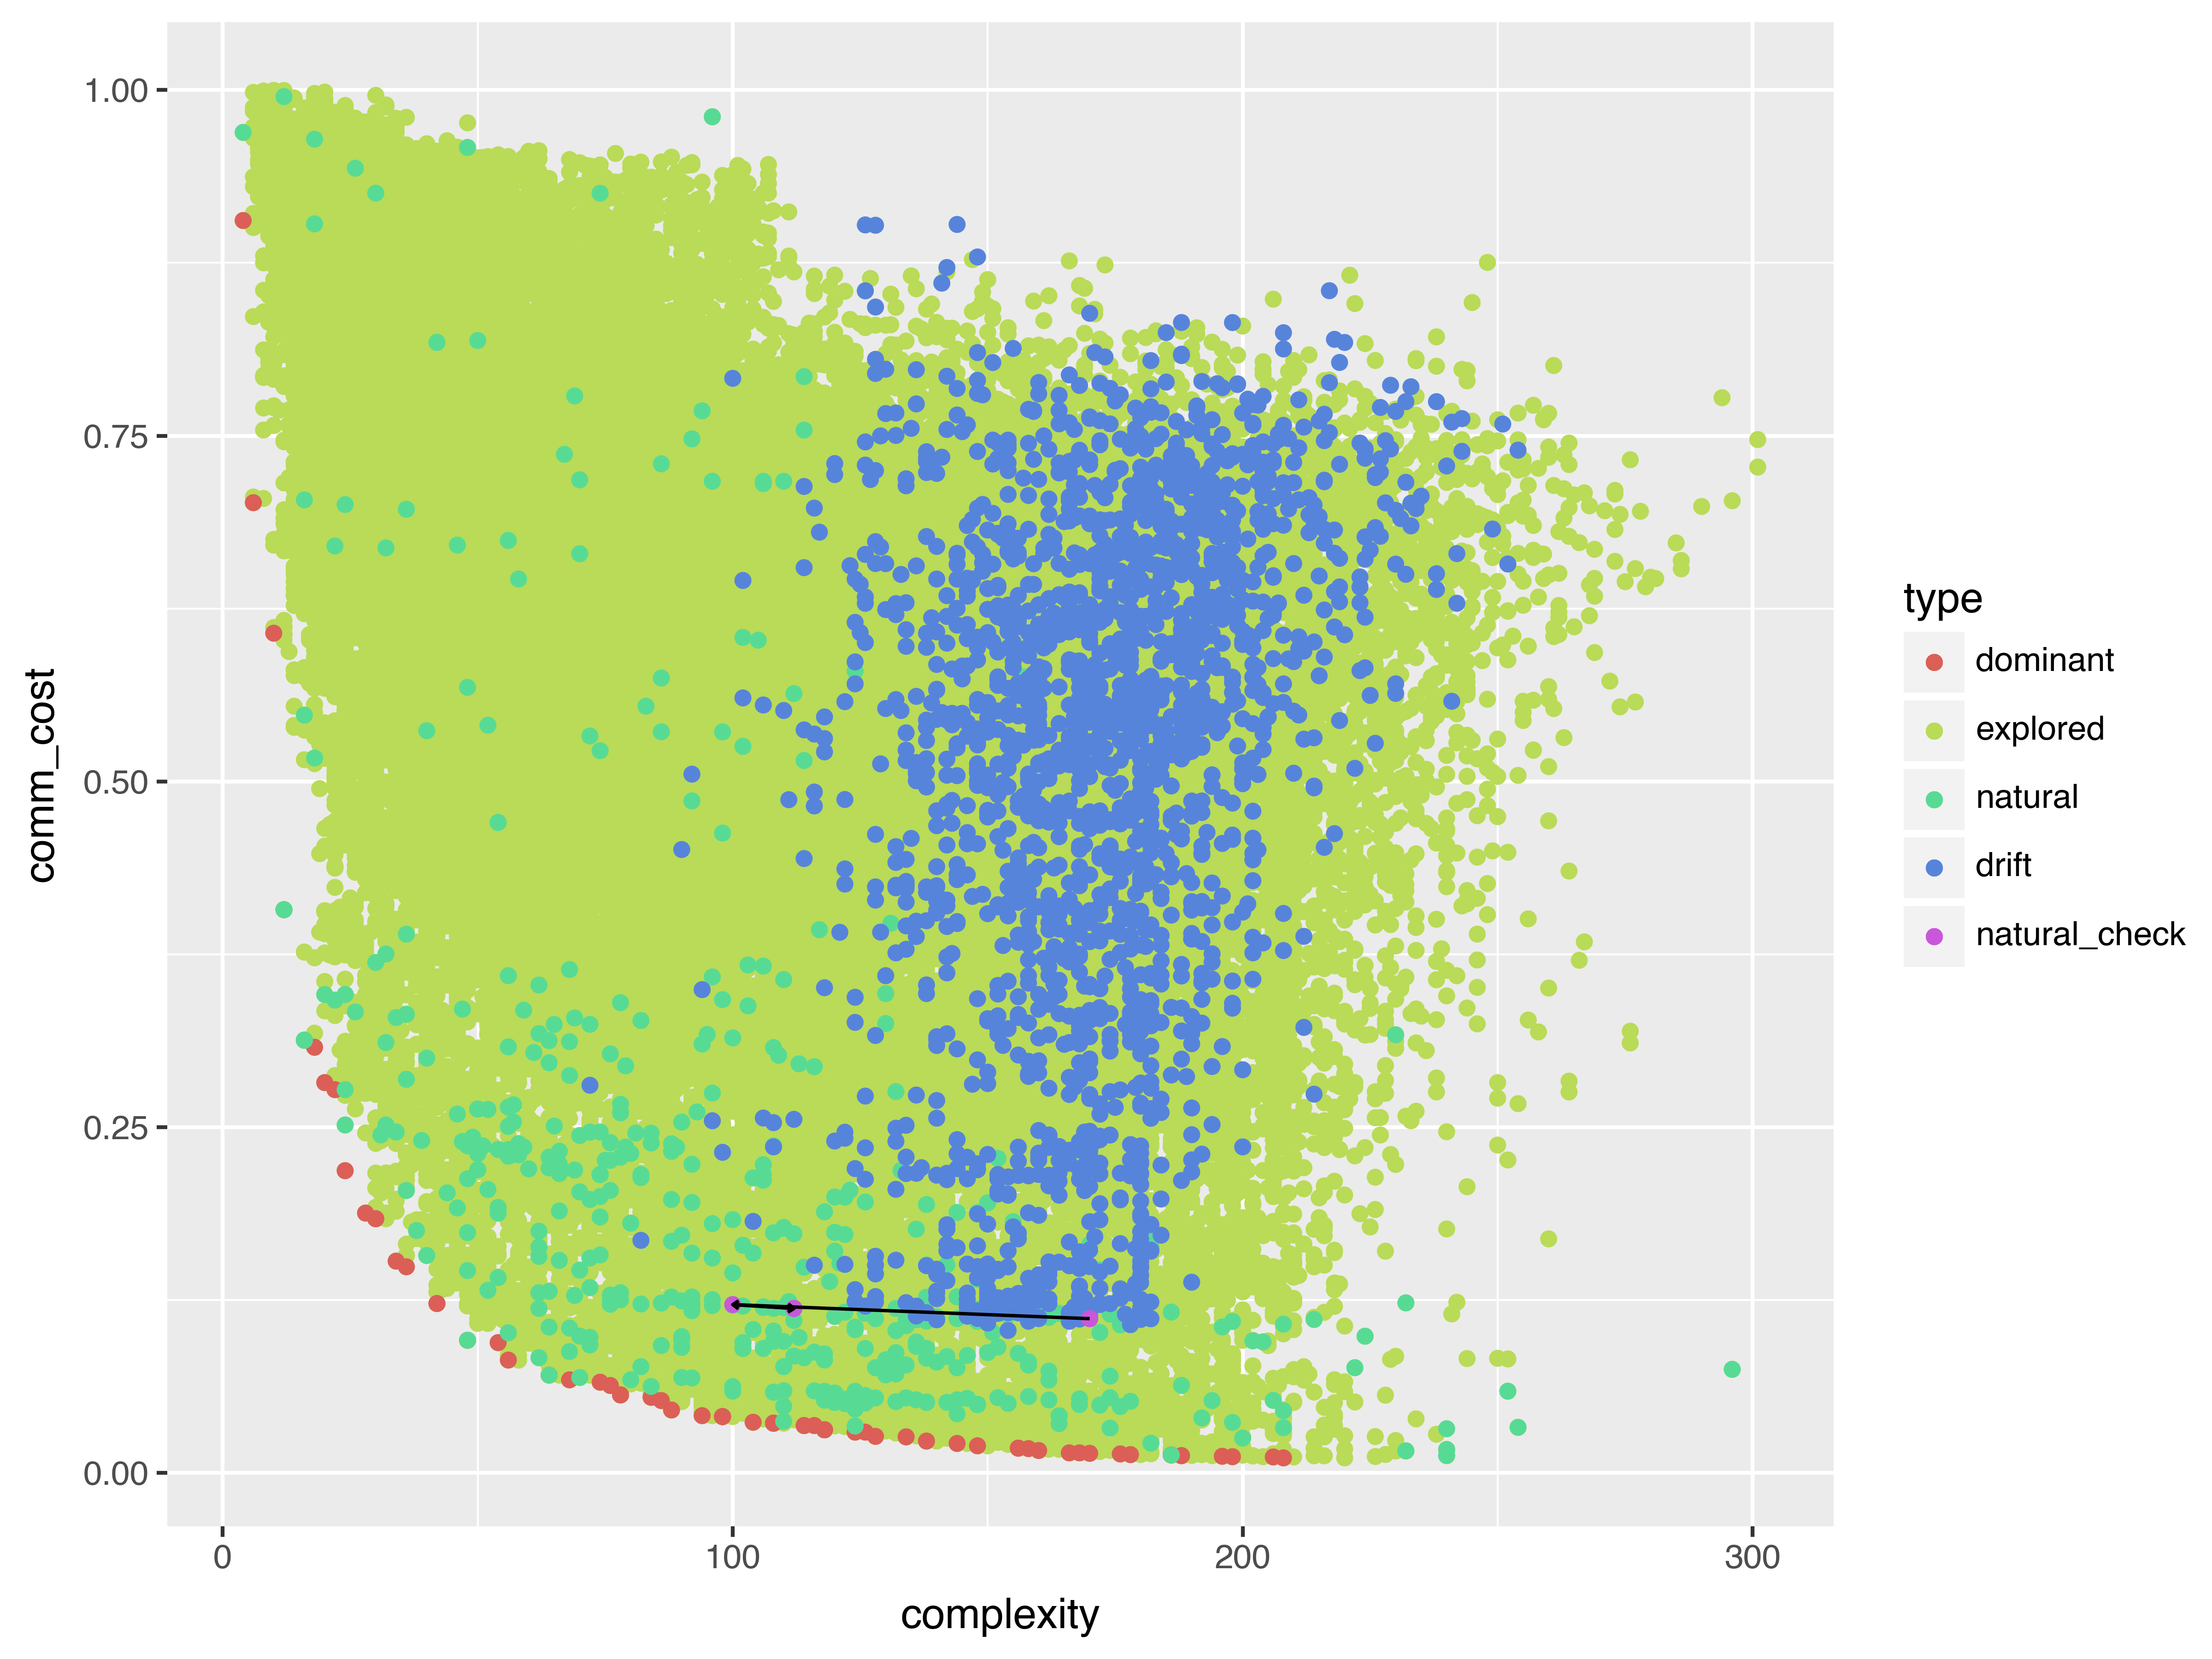 1.00
0.75
0.50
0.25
0.00
comm_cost
0
100
200
300
complexity
type
dominant
explored
natural
drift
natural_check